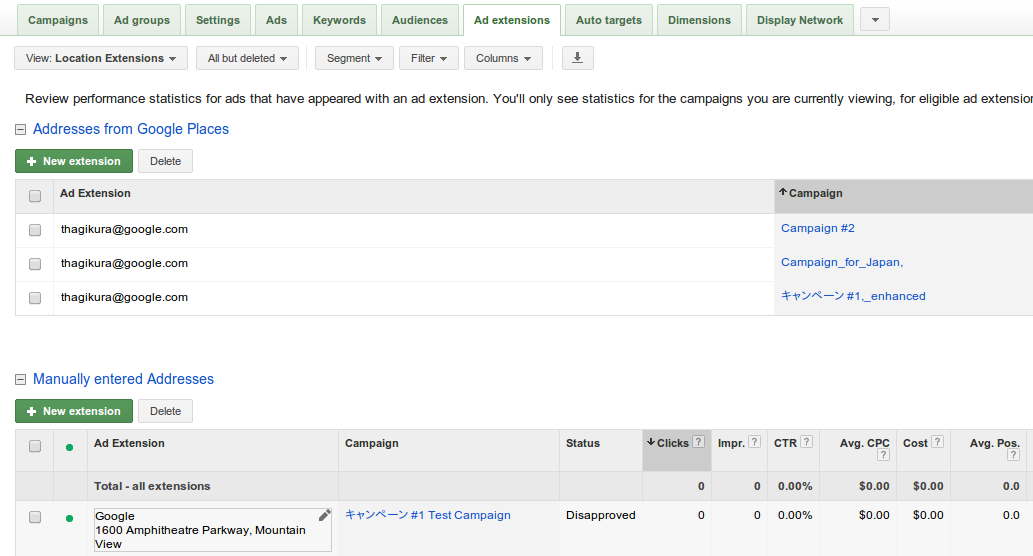 Campaigns Ad groups Settings Ads Keywords Audiences Ad extensions Auto targets Dimensions Display Network
View: Location Extensions All but deleted Segment Filter Columns
Review performance statistics for ads that have appeared with an ad extension. You'll only see statistics for the campaigns you are currently viewing, for eligible ad extension
Addresses from Google Places
+ New extension Delete
Ad Extension Campaign
thagikura@google.com Campaign #2
thagikura@google.com Campaign_for_Japan,
thagikura@google.com キャンペーン #1,_enhanced
Manually entered Addresses
+ New extension Delete
Ad Extension Campaign Status Clicks ? Impr. ? CTR ? Avg. CPC ? Cost ? Avg. Pos. ?
Total - all extensions 0 0 0.00% $0.00 $0.00 0.0
Google キャンペーン #1 Test Campaign Disapproved 0 0 0.00% $0.00 $0.00 0.0
1600 Amphitheatre Parkway, Mountain
View